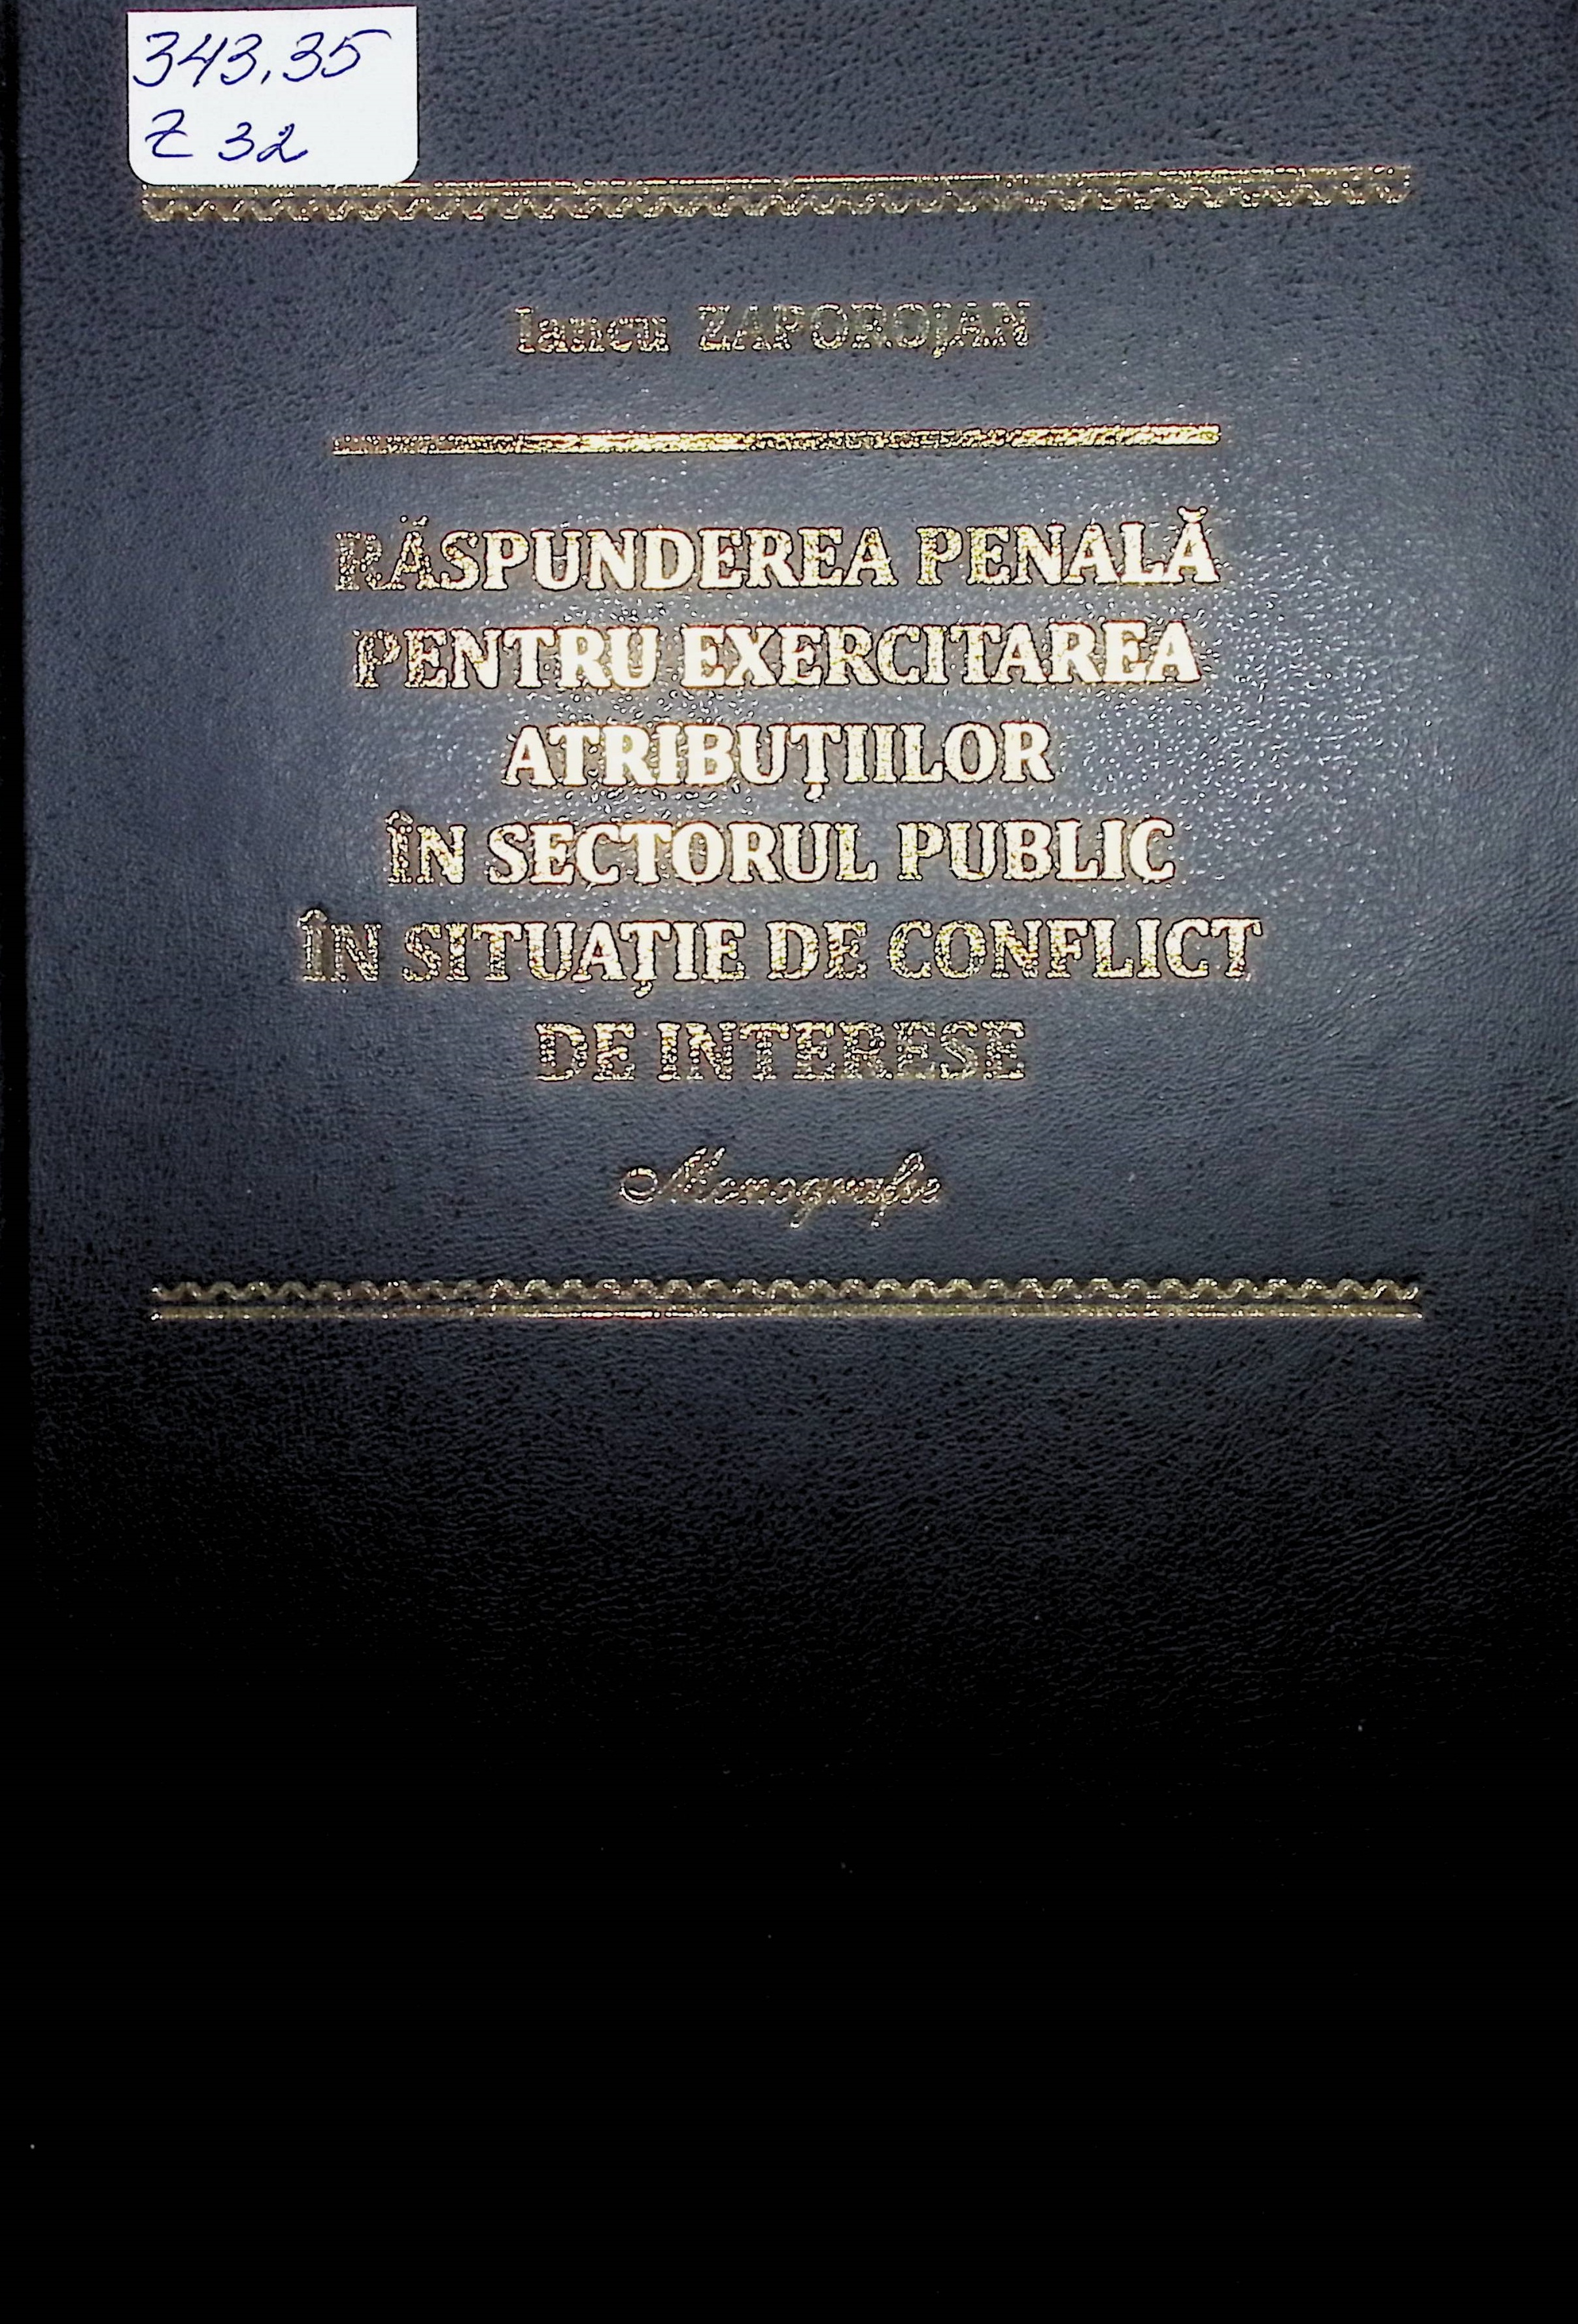 343.35
Z 32
Iancu ZAPOROJAN
RĂSPUNDEREA PENALĂ
PENTRU EXERCITAREA
ATRIBUȚIILOR
ÎN SECTORUL PUBLIC
ÎN SITUAȚIE DE CONFLICT
DE INTERESE
Monografie